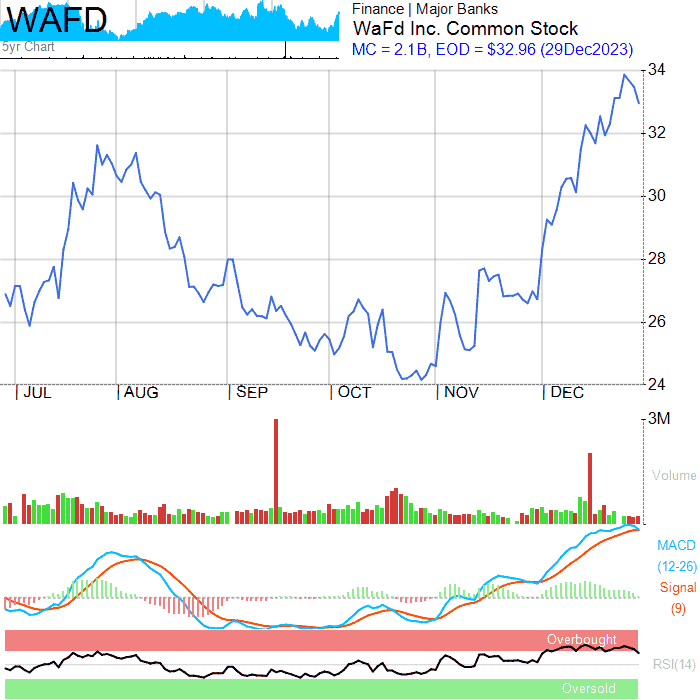 WAFD
5yr Chart
Finance | Major Banks
WaFd Inc. Common Stock
MC = 2.1B, EOD = $32.96 (29Dec2023)
34
32
30
28
26
24
| JUL | AUG | SEP | OCT | NOV | DEC
3M
Volume
MACD
(12-26)
Signal
(9)
Overbought
RSI(14)
Oversold